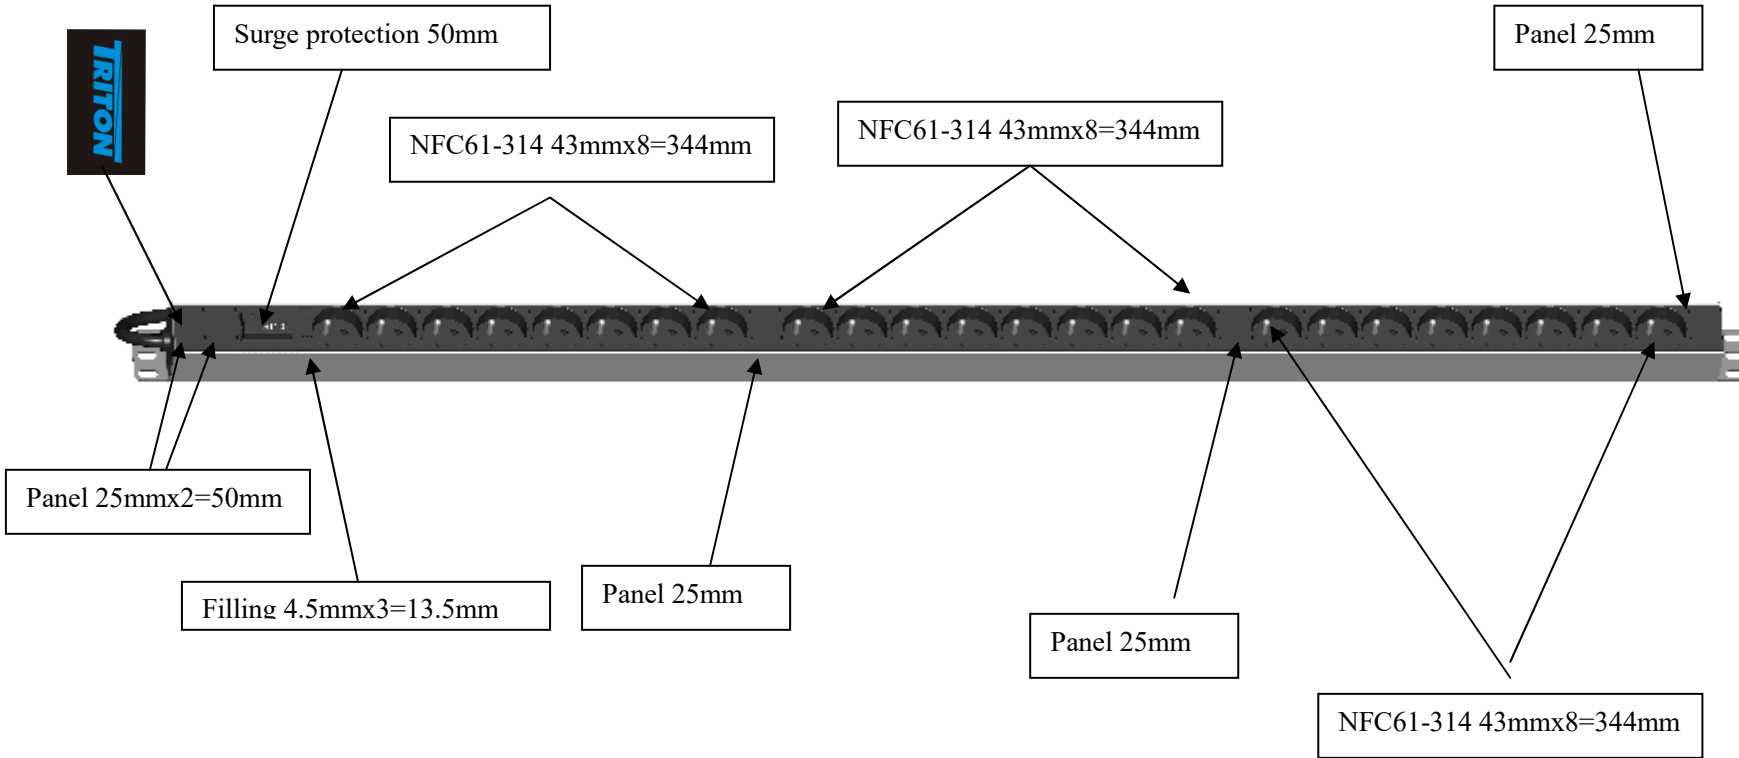 TRITON
Surge protection 50mm
Panel 25mm
NFC61-314 43mmx8=344mm
NFC61-314 43mmx8=344mm
Panel 25mmx2=50mm
Filling 4.5mmx3=13.5mm
Panel 25mm
Panel 25mm
NFC61-314 43mmx8=344mm